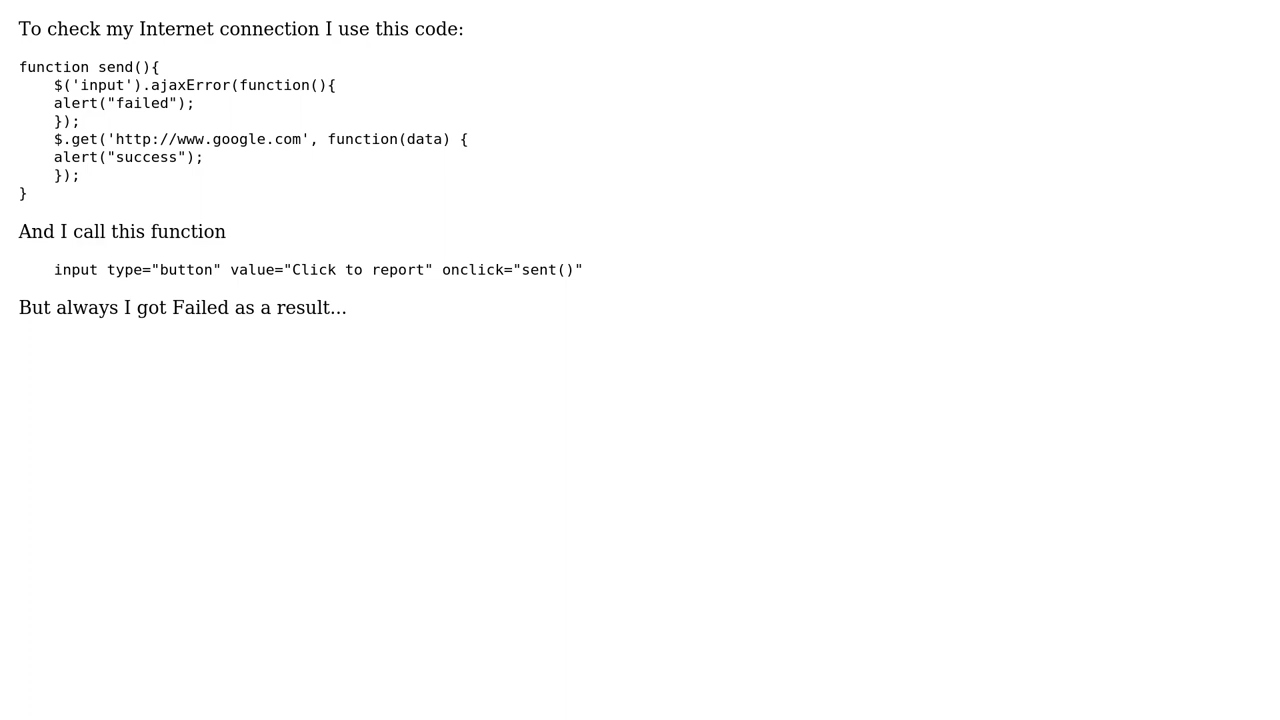 To check my Internet connection I use this code:
function send(){
    $('input').ajaxError(function(){
    alert("failed");
    });
    $.get('http://www.google.com', function(data) {
    alert("success");
    });
}
And I call this function
    input type="button" value="Click to report" onclick="sent()"
But always I got Failed as a result...